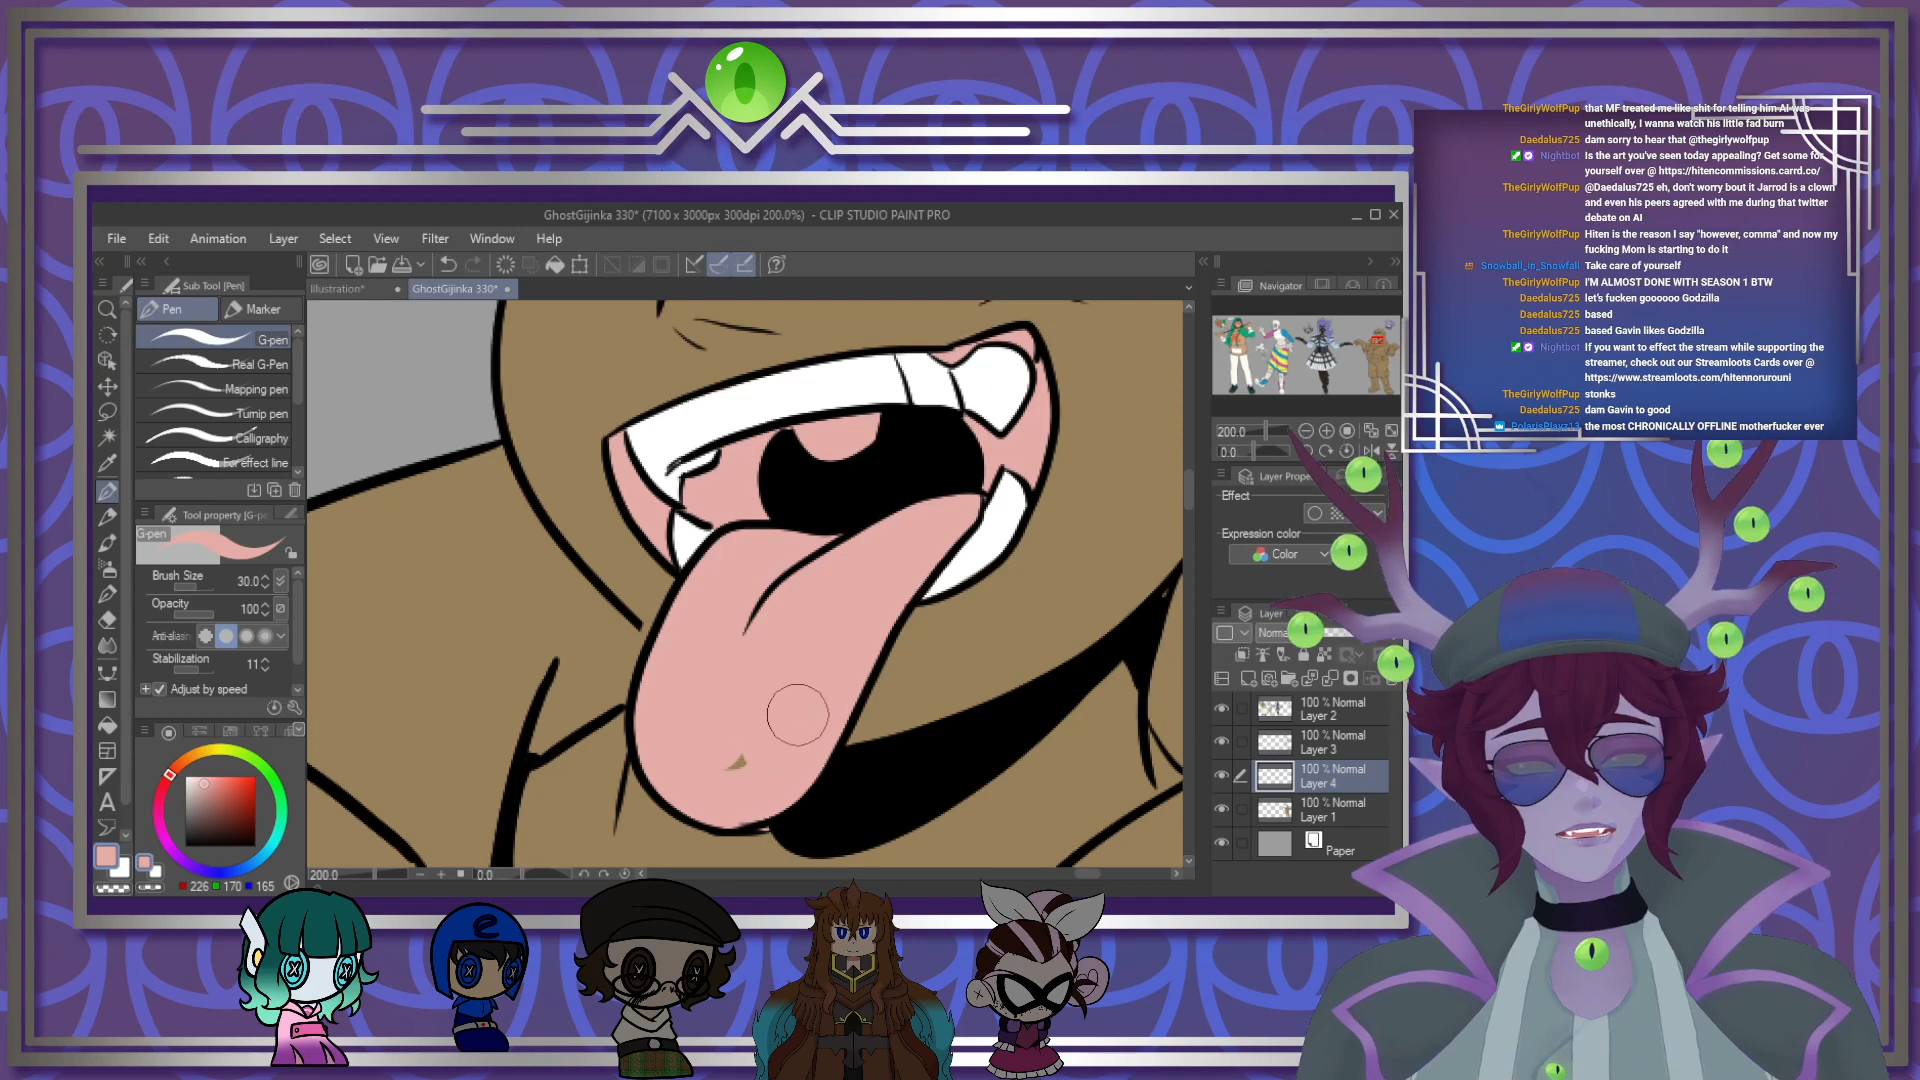 GhostGijinka 330* (7100 x 3000px 300dpi 200.0%) - CLIP STUDIO PAINT PRO
File Edit Animation Layer Select View Filter Window Help
Sub Tool [Pen]
Illustration*
GhostGijinka 330*
Navigator
Pen
Marker
G-pen
Real G-Pen
Mapping pen
Turnip pen
Calligraphy
For effect line
Tool property [G-pe
G-pen
Brush Size 30.0
Opacity 100
Anti-aliasin
Stabilization 11
Adjust by speed
226 170 165
200.0
0.0
200.0
0.0
Layer Prope
Effect
Expression color
Color
Layer
Norma
100 % Normal
Layer 2
100 % Normal
Layer 3
100 % Normal
Layer 4
100 % Normal
Layer 1
Paper
TheGirlyWolfPup that MF treated me like shit for telling him AI was
unethically, I wanna watch his little fad burn
Daedalus725 dam sorry to hear that @thegirlywolfpup
Nightbot Is the art you've seen today appealing? Get some for
yourself over @ https://hitencommissions.carrd.co/
TheGirlyWolfPup @Daedalus725 eh, don't worry bout it Jarrod is a clown
and even his peers agreed with me during that twitter
debate on AI
TheGirlyWolfPup Hiten is the reason I say "however, comma" and now my
fucking Mom is starting to do it
Snowball_in_Snowfall Take care of yourself
TheGirlyWolfPup I'M ALMOST DONE WITH SEASON 1 BTW
Daedalus725 let's fucken gooooooo Godzilla
Daedalus725 based
Daedalus725 based Gavin likes Godzilla
Nightbot If you want to effect the stream while supporting the
streamer, check out our Streamloots Cards over @
https://www.streamloots.com/hitennorurouni
TheGirlyWolfPup stonks
Daedalus725 dam Gavin to good
PolarisPlayz13 the most CHRONICALLY OFFLINE motherfucker ever